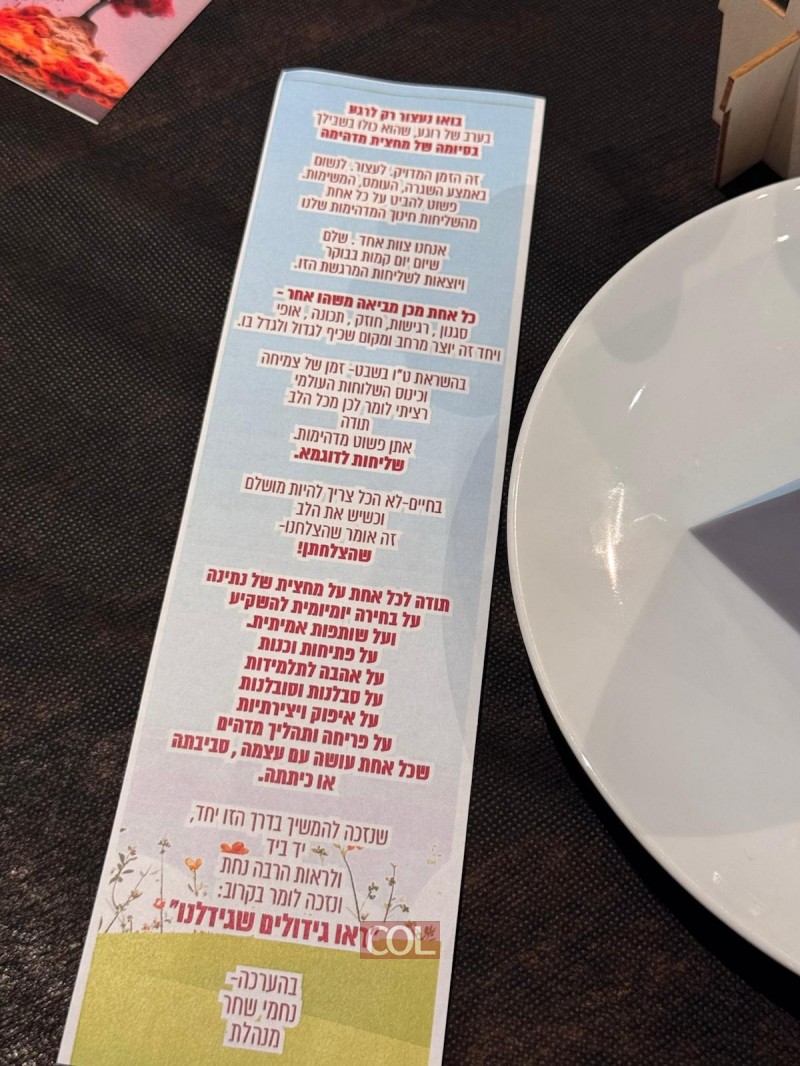 בואו נעצור רק לרגע
בערב של רוגע, שהוא כולו בשבילך
בסיומה של מחצית מדהימה
זה הזמן המדויק. לעצור. לנשום
באמצע השגרה, העומס, המשימות.
פשוט להביט על כל אחת
מהשליחות חינוך המדהימות שלנו
אנחנו צוות אחד . שלם
שיום יום קמות בבוקר
ויוצאות לשליחות המרגשת הזו.
כל אחת מכן מביאה משהו אחר -
סגנון , רגישות, חוזק , תכונה , אופי
ויחד זה יוצר מרחב ומקום שכיף לגדול ולגדל בו.
בהשראת ט"ו בשבט- זמן של צמיחה
וכינוס השלוחות העולמי
רציתי לומר לכן מכל הלב
תודה
אתן פשוט מדהימות.
שליחות לדוגמא.
בחיים-לא הכל צריך להיות מושלם
וכשיש את הלב
זה אומר שהצלחנו-
שהצלחתן!
תודה לכל אחת על מחצית של נתינה
על בחירה יומיומית להשקיע
ועל שותפות אמיתית.
על פתיחות וכנות
על אהבה לתלמידות
על סבלנות וסובלנות
על איפוק ויצירתיות
על פריחה ותהליך מדהים
שכל אחת עושה עם עצמה , סביבתה
או כיתתה.
שנזכה להמשיך בדרך הזו יחד,
יד ביד
ולראות הרבה נחת
ונזכה לומר בקרוב:
גידולים שגידלנו"
COL
בהערכה-
נחמי שחר
מנהלת